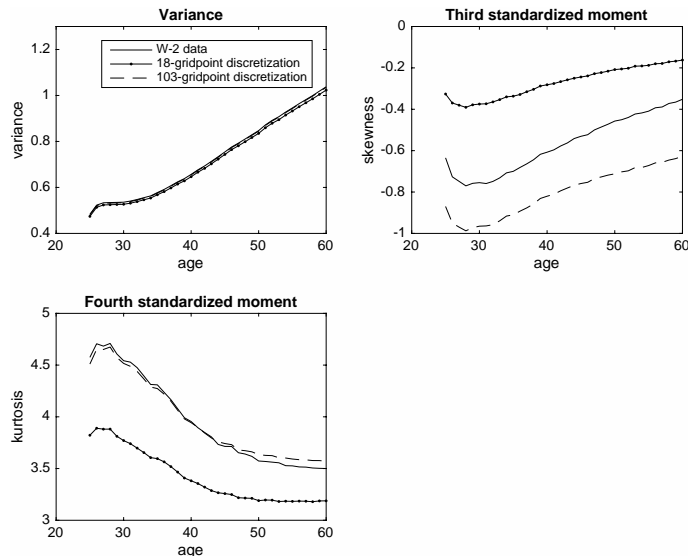 Variance
1.2
1
0.8
0.6
0.4
20
30
40
50
60
variance
age
W-2 data
18-gridpoint discretization
103-gridpoint discretization
Third standardized moment
0
-0.2
-0.4
-0.6
-0.8
-1
20
30
40
50
60
skewness
age
Fourth standardized moment
5
4.5
4
3.5
3
20
30
40
50
60
kurtosis
age